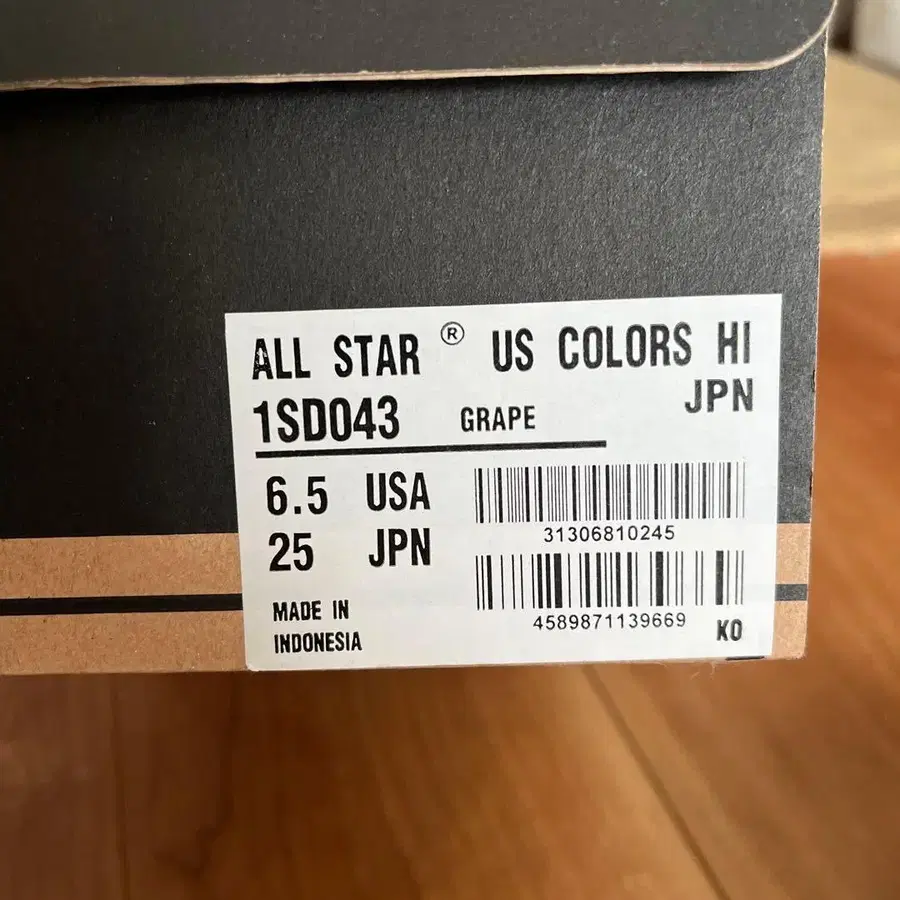 ALL STAR ® US COLORS HI
JPN
1SD043 GRAPE
6.5 USA
25 JPN
31306810245
4589871139669
MADE IN
INDONESIA
KO